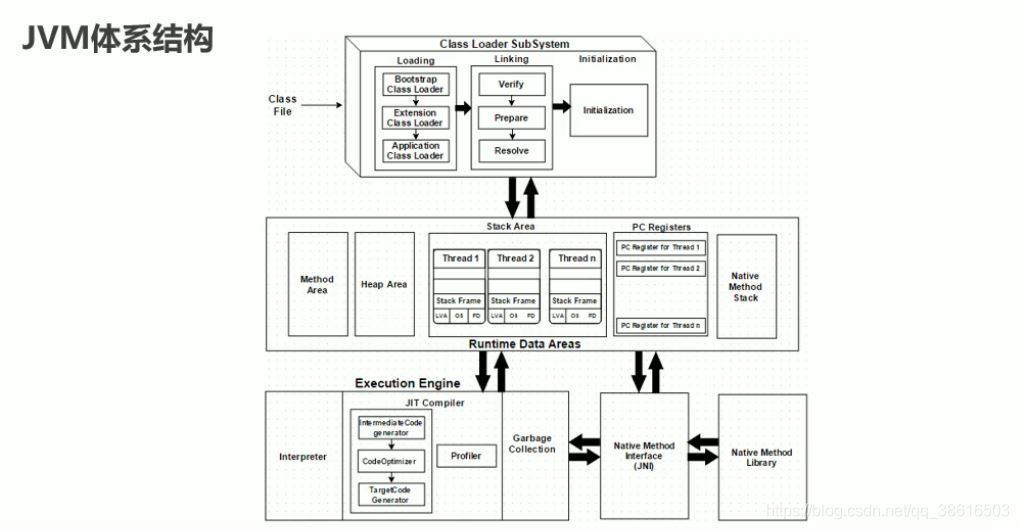 JVM体系结构
Class Loader SubSystem
Loading
Linking
Initialization
Class
File
Bootstrap
Class Loader
Extension
Class Loader
Application
Class Loader
Verify
Prepare
Resolve
Initialization
Stack Area
PC Registers
Method
Area
Heap Area
Thread 1
Stack Frame
LVA
OS
FD
Thread 2
Stack Frame
LVA
OS
FD
Thread n
Stack Frame
LVA
OS
FD
PC Register for Thread 1
PC Register for Thread 2
PC Register for Thread n
Native
Method
Stack
Runtime Data Areas
Execution Engine
Interpreter
JIT Compiler
IntermediateCode
generator
CodeOptimizer
TargetCode
Generator
Profiler
Garbage
Collection
Native Method
Interface
(JNI)
Native Method
Library
https://blog.csdn.net/qq_38616503